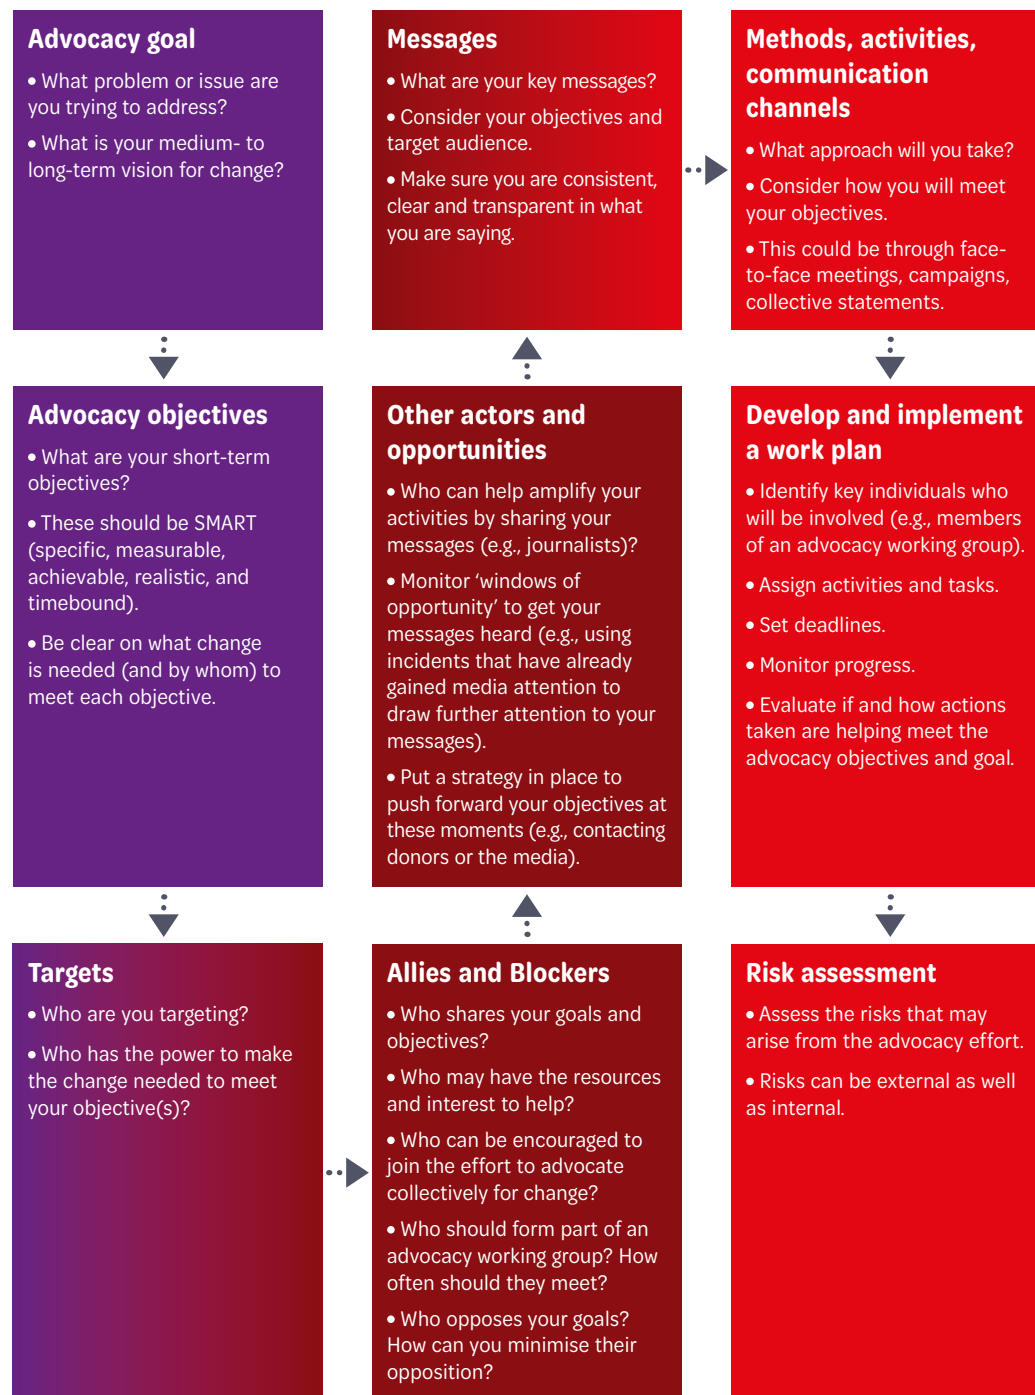 Advocacy goal
• What problem or issue are
you trying to address?
• What is your medium- to
long-term vision for change?
Advocacy objectives
• What are your short-term
objectives?
• These should be SMART
(specific, measurable,
achievable, realistic, and
timebound).
• Be clear on what change
is needed (and by whom) to
meet each objective.
Targets
• Who are you targeting?
• Who has the power to make
the change needed to meet
your objective(s)?
Allies and Blockers
• Who shares your goals and
objectives?
• Who may have the resources
and interest to help?
• Who can be encouraged to
join the effort to advocate
collectively for change?
• Who should form part of an
advocacy working group? How
often should they meet?
• Who opposes your goals?
How can you minimise their
opposition?
Other actors and
opportunities
• Who can help amplify your
activities by sharing your
messages (e.g., journalists)?
• Monitor ‘windows of
opportunity’ to get your
messages heard (e.g., using
incidents that have already
gained media attention to
draw further attention to your
messages).
• Put a strategy in place to
push forward your objectives at
these moments (e.g., contacting
donors or the media).
Messages
• What are your key messages?
• Consider your objectives and
target audience.
• Make sure you are consistent,
clear and transparent in what
you are saying.
Methods, activities,
communication
channels
• What approach will you take?
• Consider how you will meet
your objectives.
• This could be through face-
to-face meetings, campaigns,
collective statements.
Develop and implement
a work plan
• Identify key individuals who
will be involved (e.g., members
of an advocacy working group).
• Assign activities and tasks.
• Set deadlines.
• Monitor progress.
• Evaluate if and how actions
taken are helping meet the
advocacy objectives and goal.
Risk assessment
• Assess the risks that may
arise from the advocacy effort.
• Risks can be external as well
as internal.